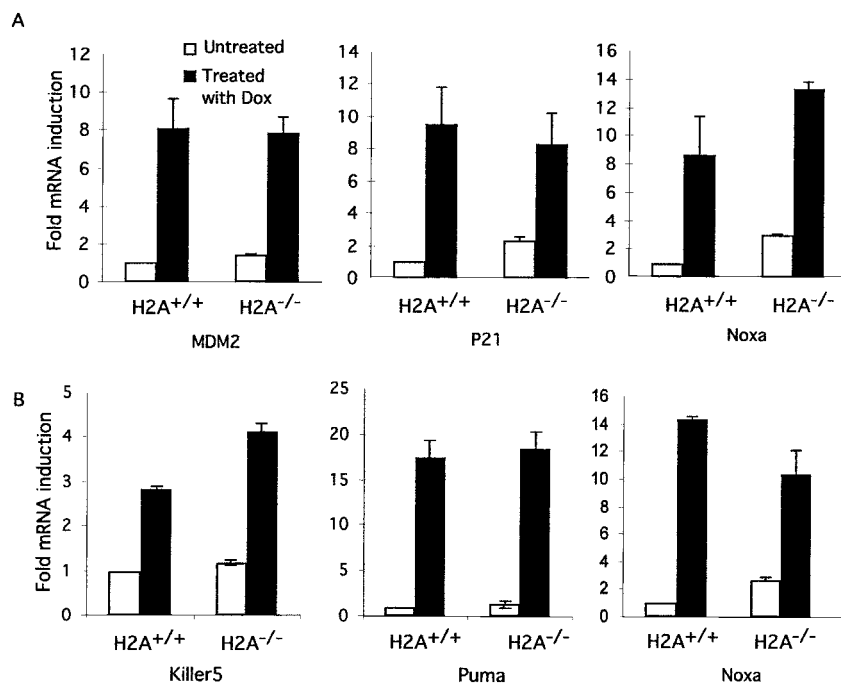 A
Untreated
Treated
with Dox
Fold mRNA induction
12
10
8
6
4
2
0
H2A+/+
H2A-/-
MDM2
14
12
10
8
6
4
2
0
H2A+/+
H2A-/-
P21
16
14
12
10
8
6
4
2
0
H2A+/+
H2A-/-
Noxa
B
Fold mRNA induction
5
4
3
2
1
0
H2A+/+
H2A-/-
Killer5
25
20
15
10
5
0
H2A+/+
H2A-/-
Puma
16
14
12
10
8
6
4
2
0
H2A+/+
H2A-/-
Noxa